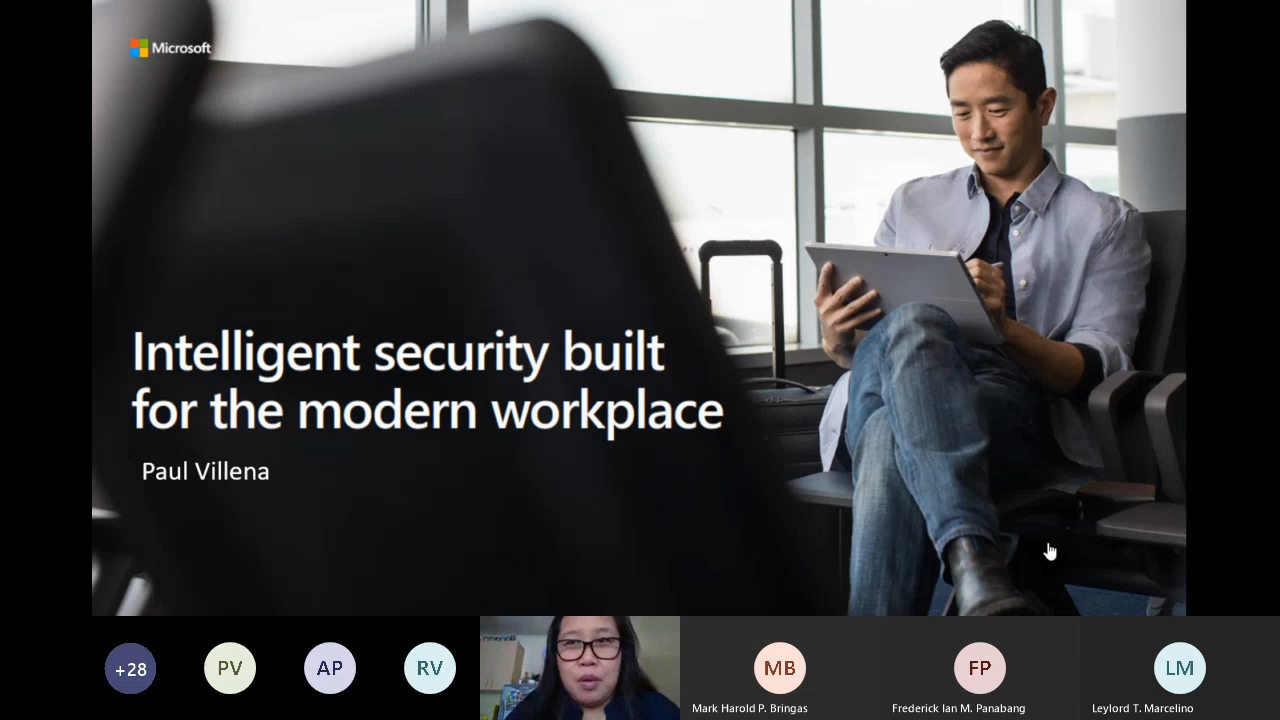 Microsoft
Intelligent security built
for the modern workplace
Paul Villena
+28
PV
AP
RV
MB
FP
LM
Mark Harold P. Bringas
Frederick Ian M. Panabang
Leylord T. Marcelino